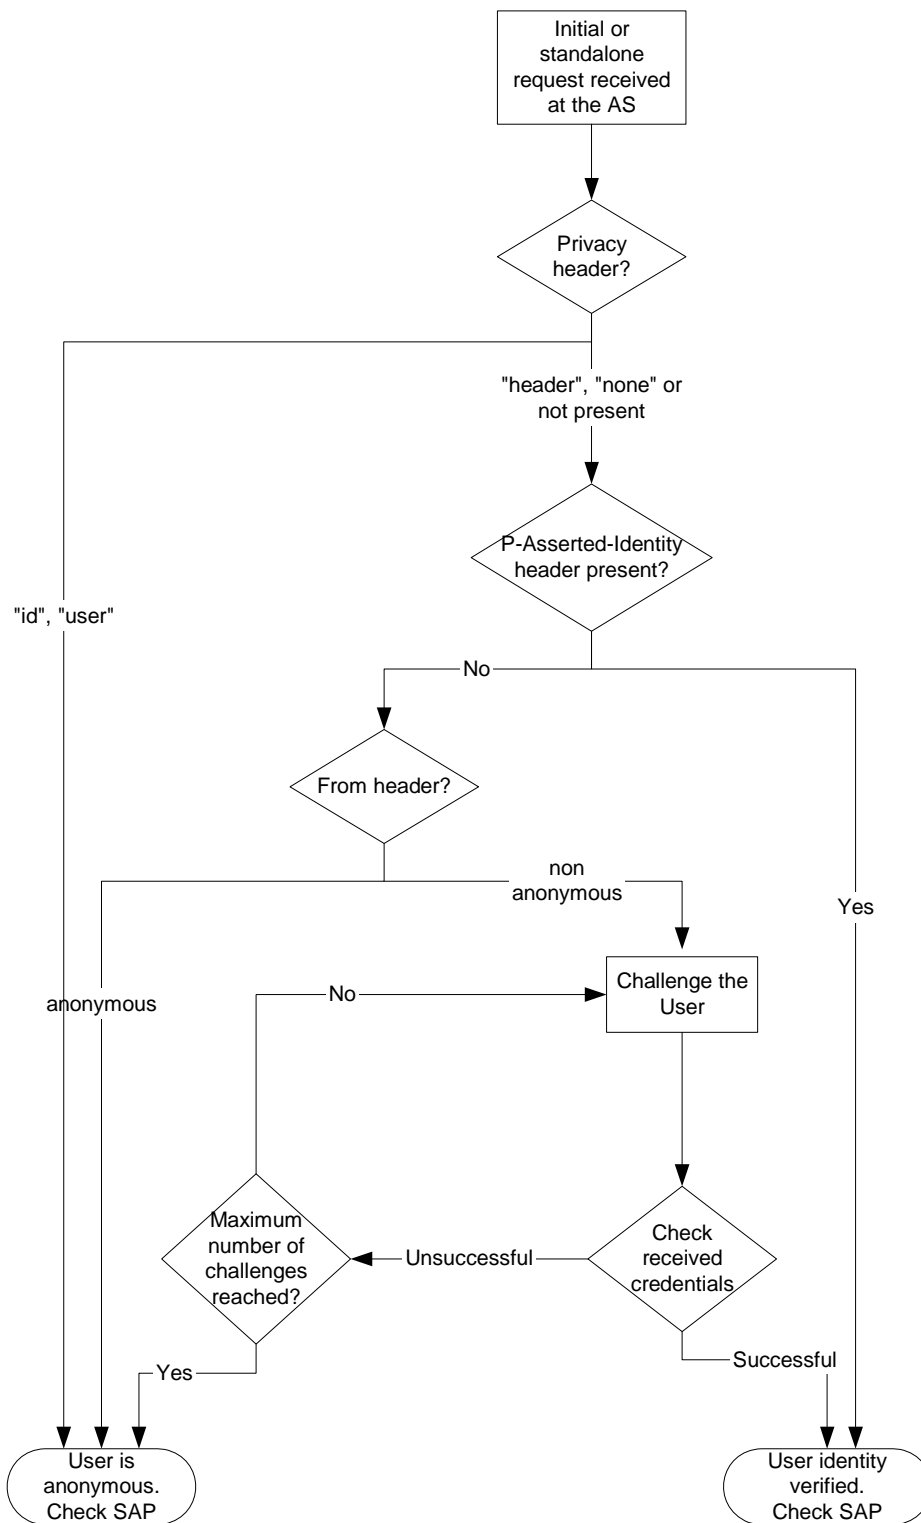 Initial or
standalone
request received
at the AS
Privacy
header?
"header", "none" or
not present
P-Asserted-Identity
header present?
"id", "user"
No
From header?
non
anonymous
Yes
anonymous
No
Challenge the
User
Maximum
number of
challenges
reached?
Unsuccessful
Check
received
credentials
Yes
Successful
User is
anonymous.
Check SAP
User identity
verified.
Check SAP